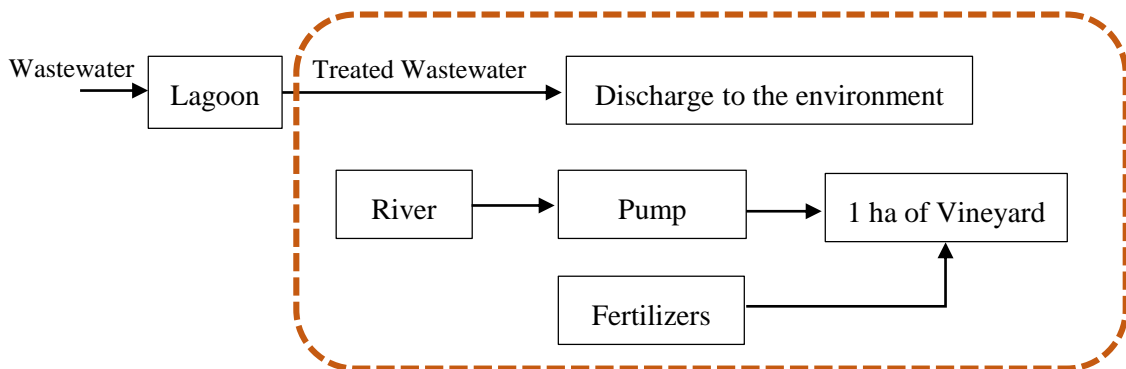 Wastewater
Lagoon
Treated Wastewater
Discharge to the environment
River
Pump
1 ha of Vineyard
Fertilizers